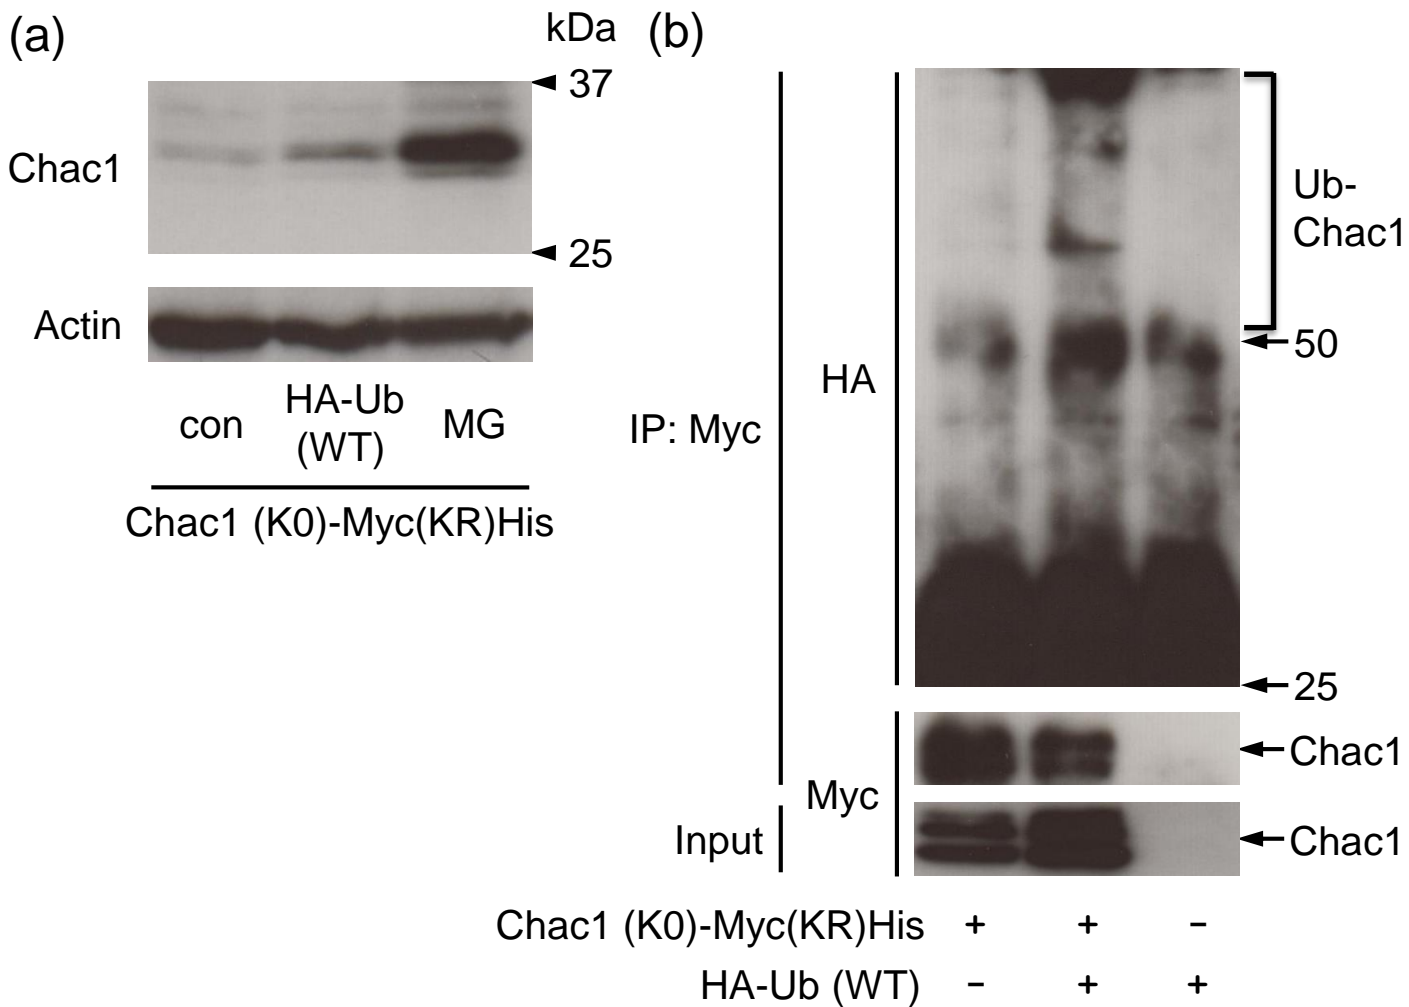 (a)
kDa
37
Chac1
25
Actin
con
HA-Ub
(WT)
MG
Chac1 (K0)-Myc(KR)His
(b)
Ub-
Chac1
50
HA
IP: Myc
25
Chac1
Myc
Input
Chac1
Chac1 (K0)-Myc(KR)His + + −
HA-Ub (WT) − + +